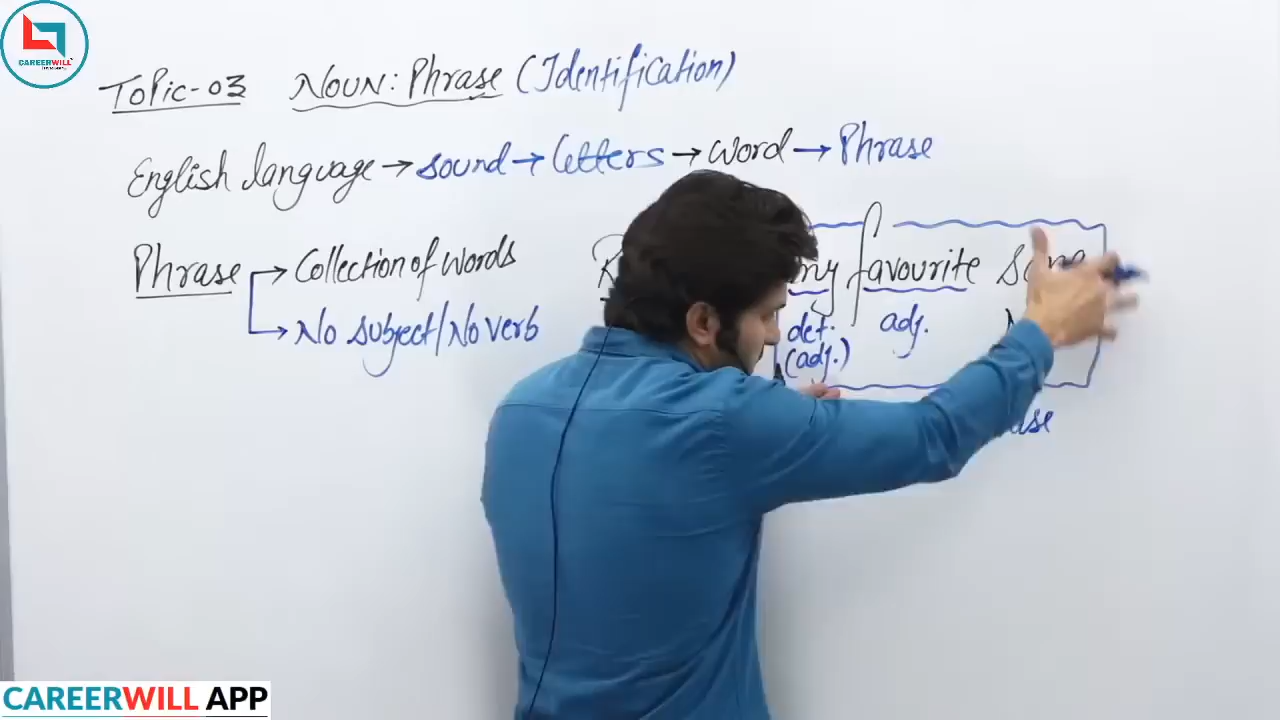 CAREERWILL
Topic-03 Noun: Phrase (Identification)
English language → sound → letters → word → Phrase
Phrase → Collection of words
→ No subject/No verb
my favourite
det. adj.
(adj.)
CAREERWILL APP